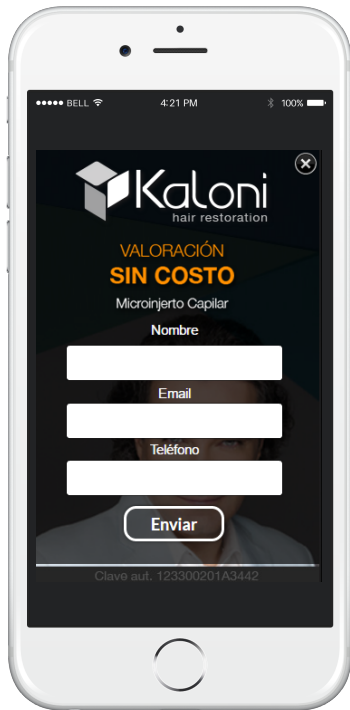 BELL 4:21 PM 100%
Kaloni
hair restoration
VALORACIÓN
SIN COSTO
Microinjerto Capilar
Nombre
Email
Teléfono
Enviar
Clave aut. 123300201A3442